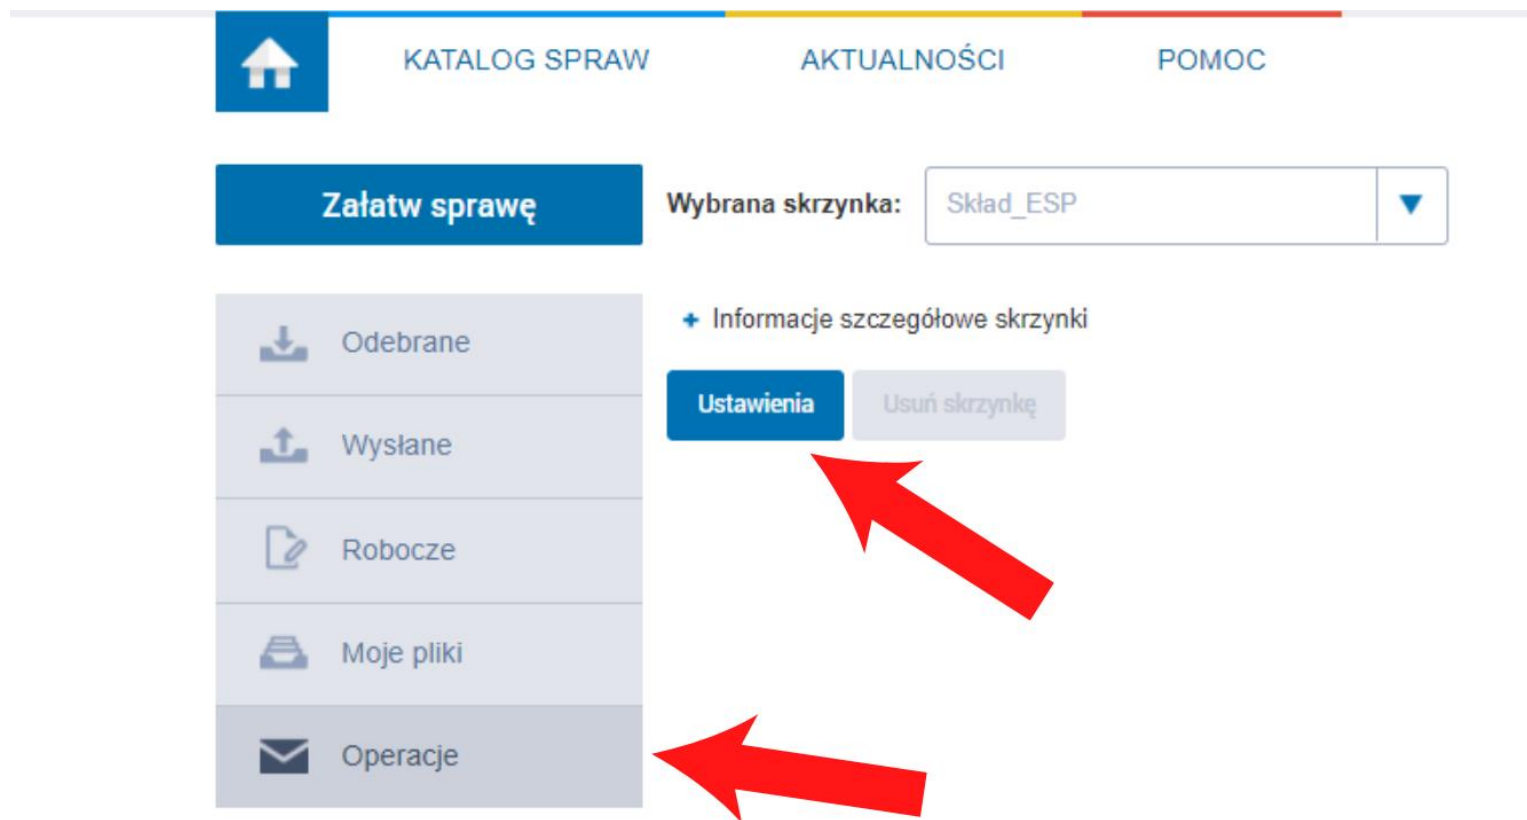 KATALOG SPRAW AKTUALNOŚCI POMOC
Załatw sprawę
Wybrana skrzynka: Skład_ESP
Odebrane
Wysłane
Robocze
Moje pliki
Operacje
+ Informacje szczegółowe skrzynki
Ustawienia Usuń skrzynkę